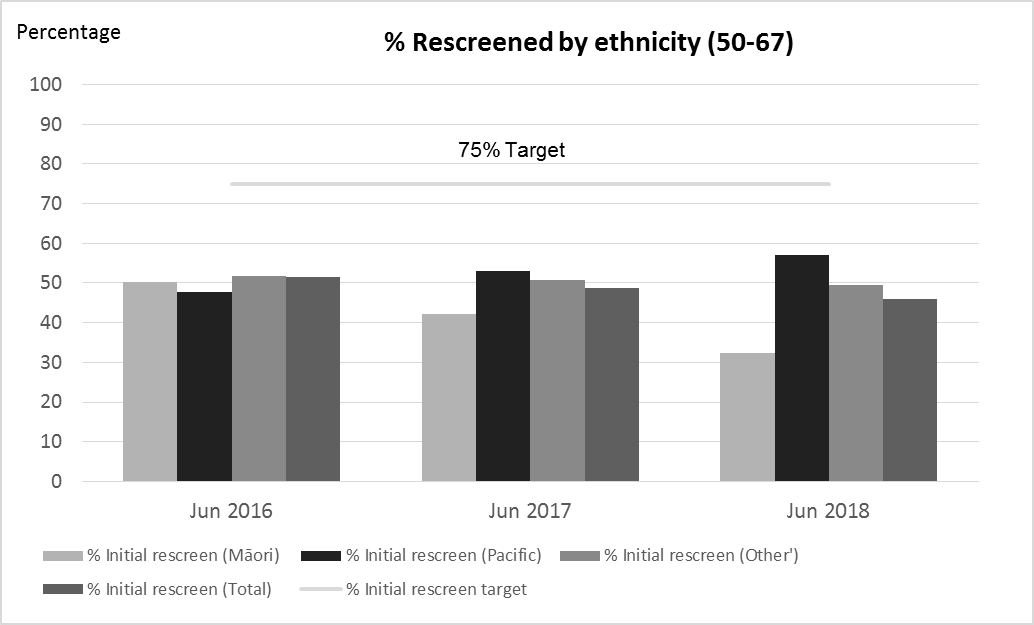 Percentage
% Rescreened by ethnicity (50-67)
100
90
75% Target
80
70
60
50
40
30
20
10
0
Jun 2016 Jun 2017 Jun 2018
% Initial rescreen (Māori) % Initial rescreen (Pacific) % Initial rescreen (Other')
% Initial rescreen (Total) % Initial rescreen target